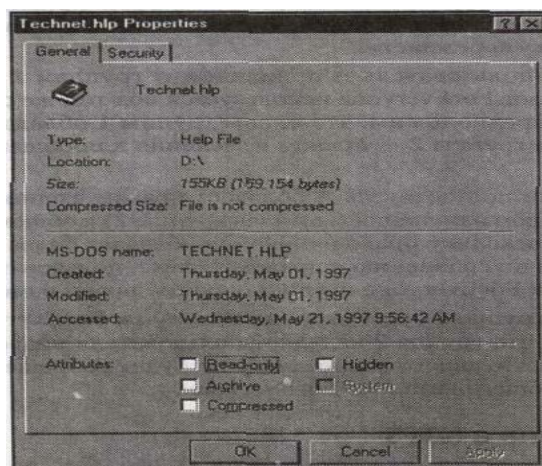 Technet.hlp Properties
General Security
Technet.hlp
Type: Help File
Location: D:\
Size: 155KB (159,154 bytes)
Compressed Size: File is not compressed
MS-DOS name: TECHNET.HLP
Created: Thursday, May 01, 1997
Modified: Thursday, May 01, 1997
Accessed: Wednesday, May 21, 1997 9:56:42 AM
Attributes: Read-only Hidden
Archive System
Compressed
OK Cancel Apply